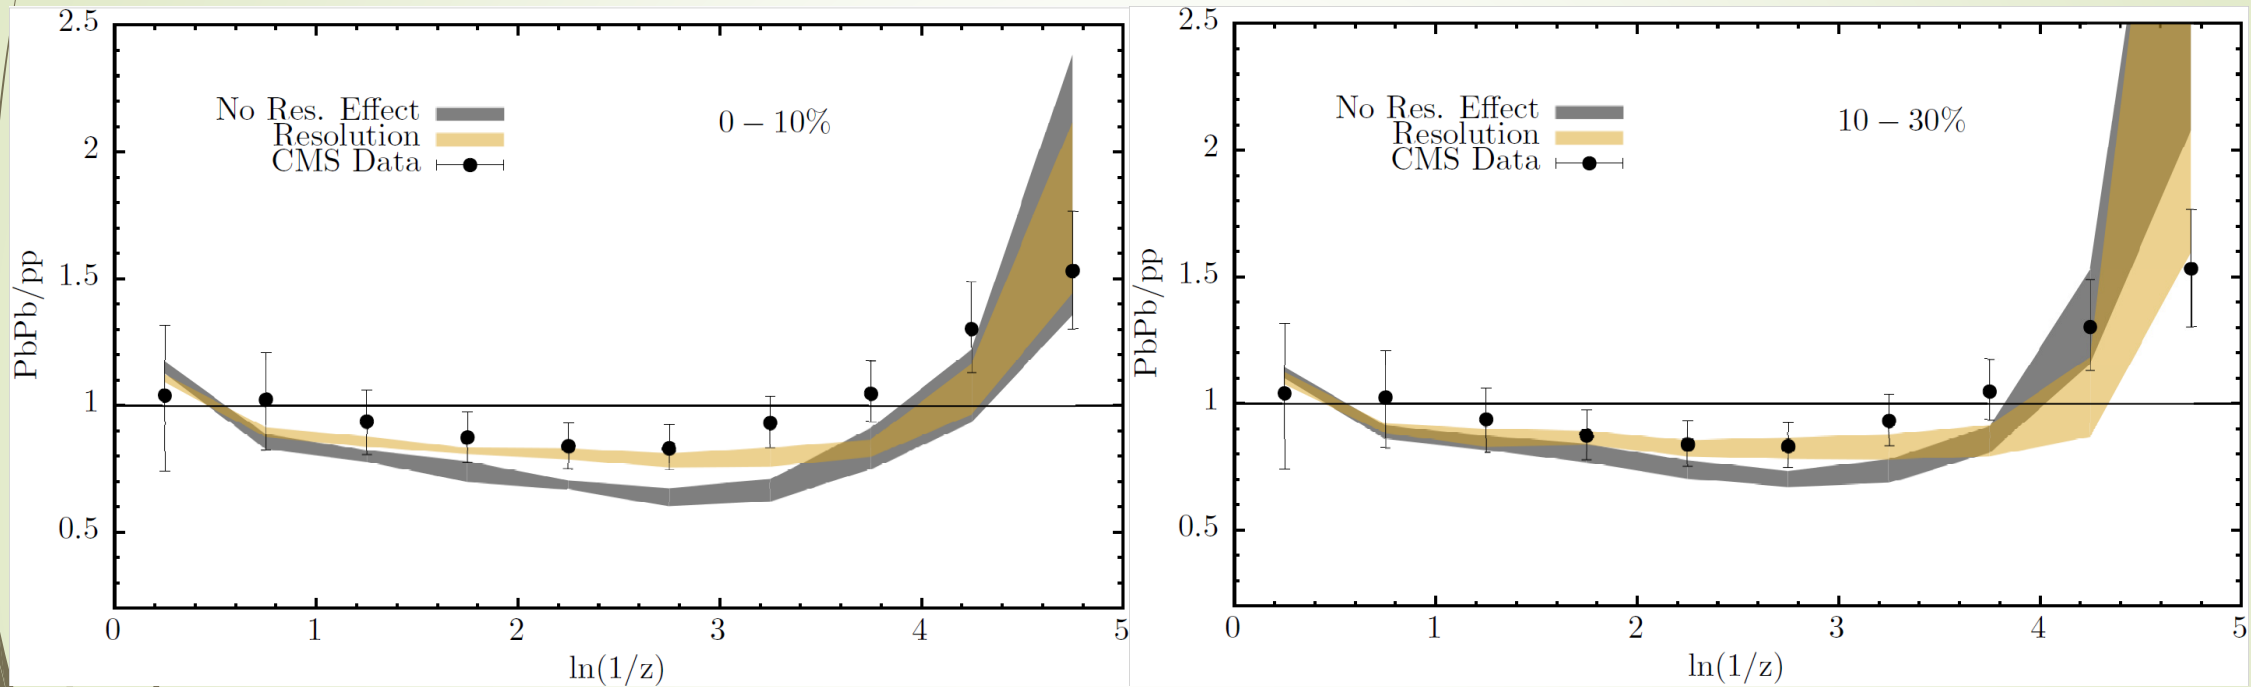 2.5
2
1.5
1
0.5
PbPb/pp
No Res. Effect
Resolution
CMS Data
0 – 10%
0 1 2 3 4 5
ln(1/z)
2.5
2
1.5
1
0.5
PbPb/pp
No Res. Effect
Resolution
CMS Data
10 – 30%
0 1 2 3 4 5
ln(1/z)